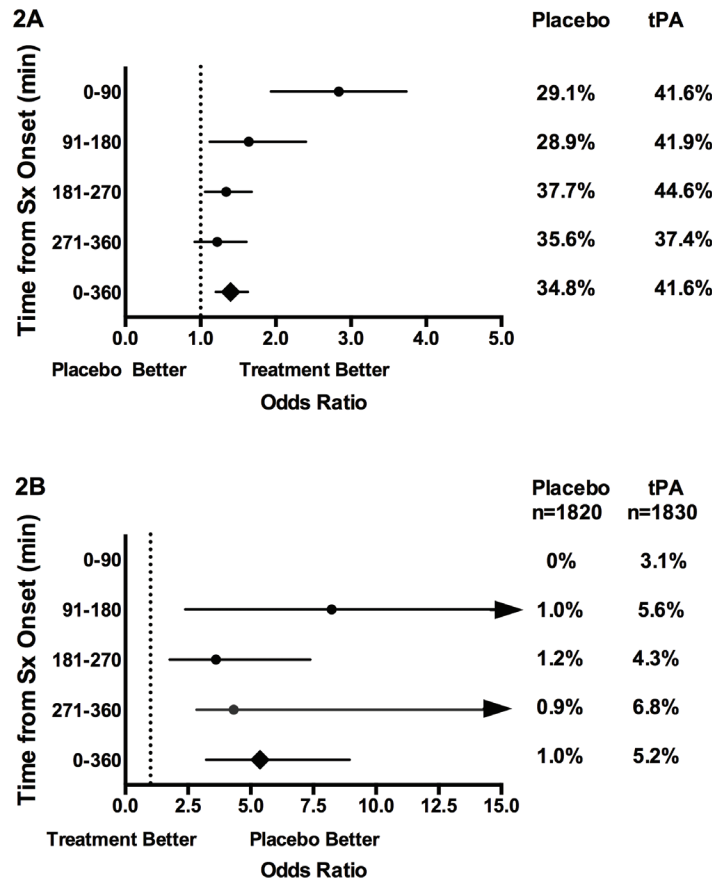 2A
Placebo tPA
Time from Sx Onset (min)
0-90 29.1% 41.6%
91-180 28.9% 41.9%
181-270 37.7% 44.6%
271-360 35.6% 37.4%
0-360 34.8% 41.6%
0.0 1.0 2.0 3.0 4.0 5.0
Placebo Better Treatment Better
Odds Ratio
2B
Placebo tPA
n=1820 n=1830
Time from Sx Onset (min)
0-90 0% 3.1%
91-180 1.0% 5.6%
181-270 1.2% 4.3%
271-360 0.9% 6.8%
0-360 1.0% 5.2%
0.0 2.5 5.0 7.5 10.0 12.5 15.0
Treatment Better Placebo Better
Odds Ratio